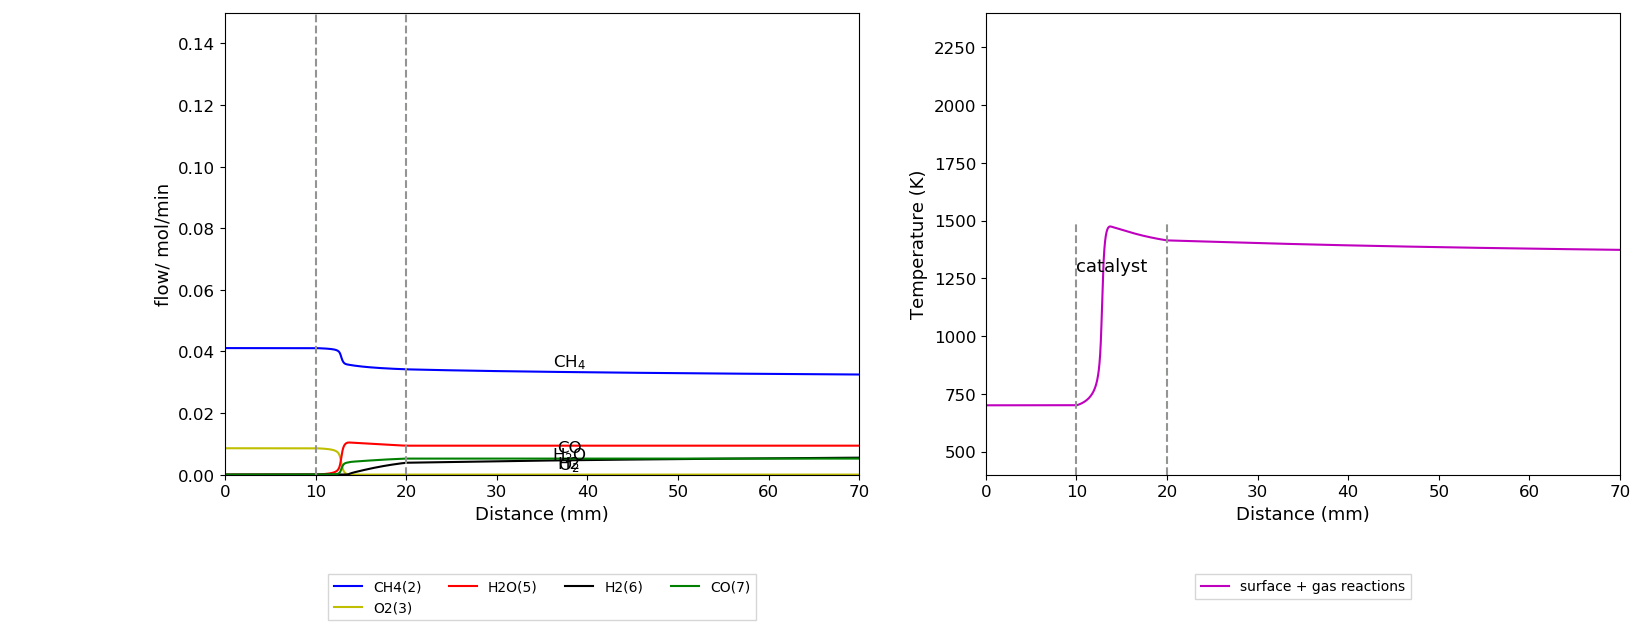 0.14
0.12
0.10
0.08
0.06
0.04
0.02
0.00
flow/ mol/min
CH₄
CO
H₂O
H₂
O₂
0 10 20 30 40 50 60 70
Distance (mm)
CH4(2) H2O(5) H2(6) CO(7)
O2(3)
2250
2000
1750
1500
1250
1000
750
500
Temperature (K)
catalyst
0 10 20 30 40 50 60 70
Distance (mm)
surface + gas reactions